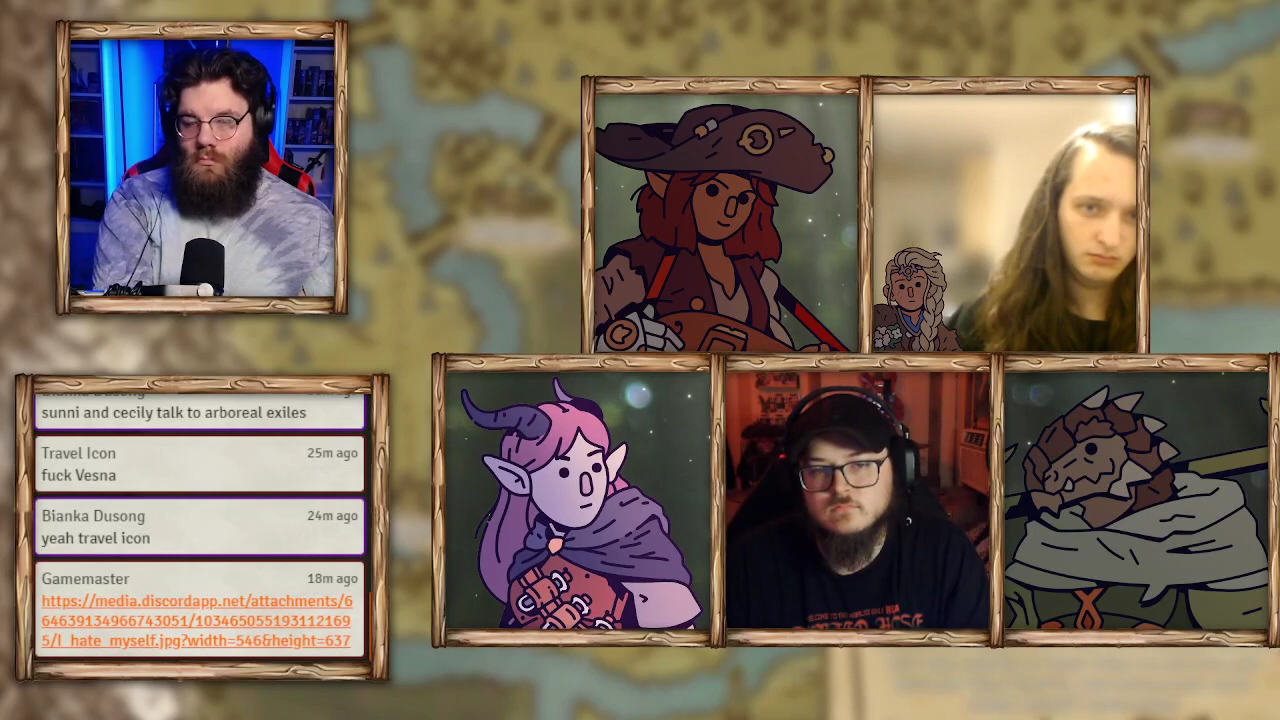 sunni and cecily talk to arboreal exiles
Travel Icon 25m ago
fuck Vesna
Bianka Dusong 24m ago
yeah travel icon
Gamemaster 18m ago
https://media.discordapp.net/attachments/6
64639134966743051/103465055193112169
5/I_hate_myself.jpg?width=546&height=637